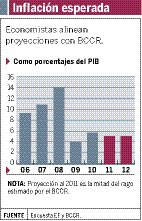 Inflación esperada
Economistas alinean
proyecciones con BCCR.
Como porcentajes del PIB
16
14
12
10
8
6
4
2
0
06 07 08 09 10 11 12
NOTA: Proyección al 2011 es la mitad del rago
estimado por el BCCR.
FUENTE Encuesta EF y BCCR.